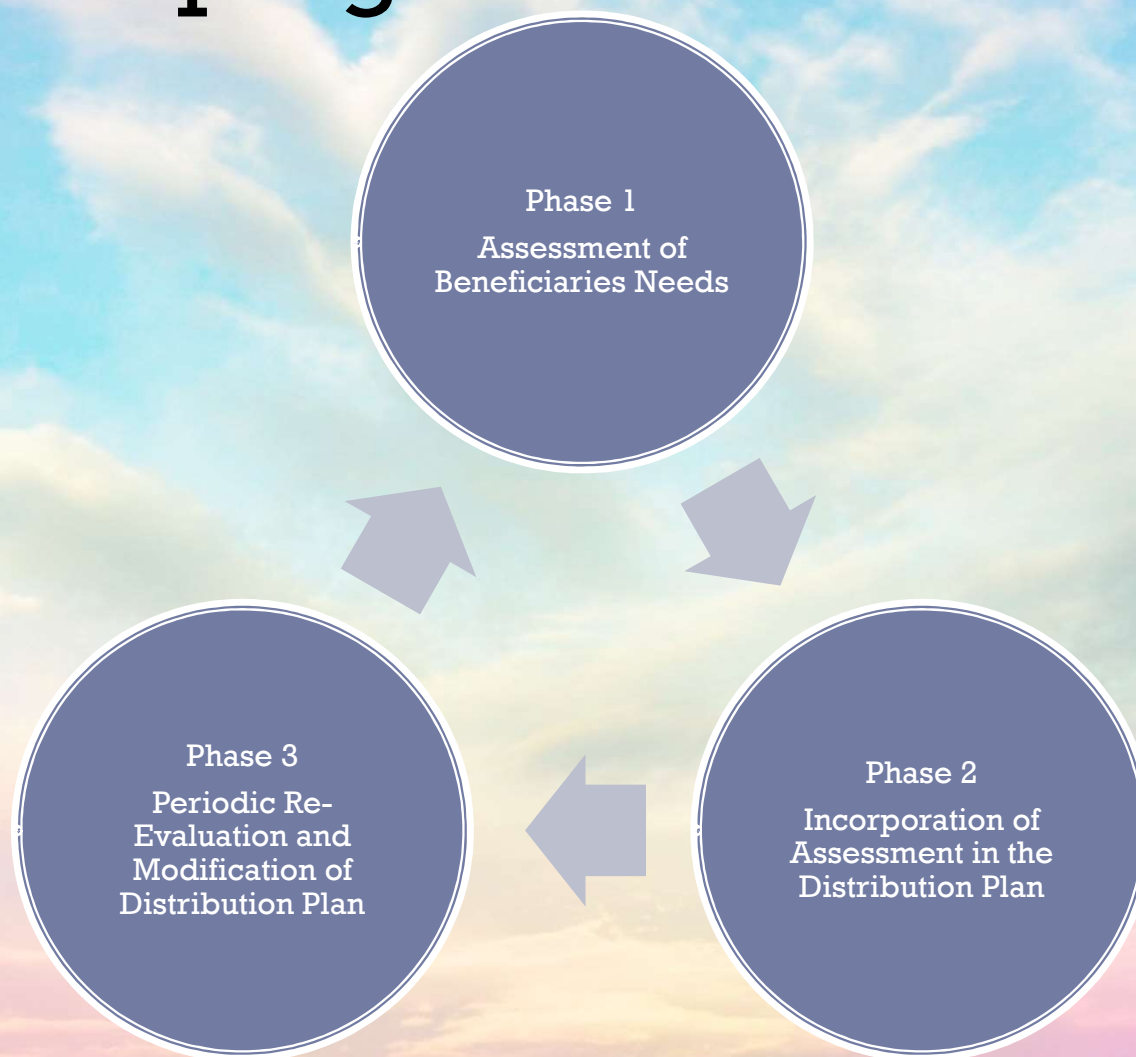 Phase 1
Assessment of
Beneficiaries Needs
Phase 2
Incorporation of
Assessment in the
Distribution Plan
Phase 3
Periodic Re-
Evaluation and
Modification of
Distribution Plan